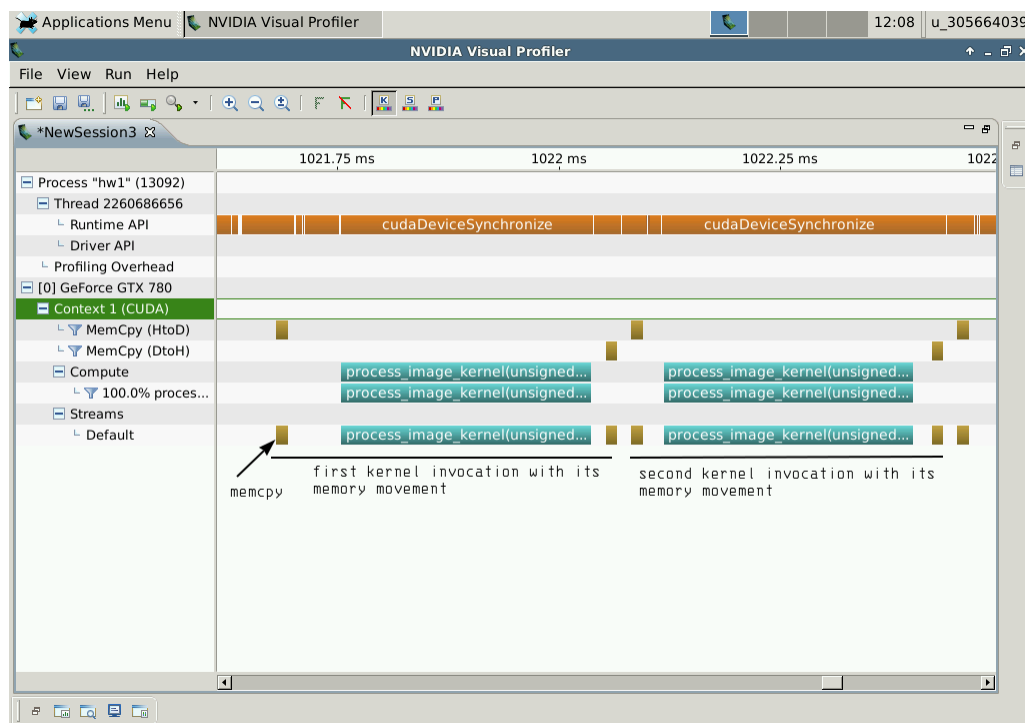 Applications Menu NVIDIA Visual Profiler 12:08 u_305664039
NVIDIA Visual Profiler
File View Run Help
*NewSession3
1021.75 ms 1022 ms 1022.25 ms 1022
Process "hw1" (13092)
Thread 2260686656
Runtime API cudaDeviceSynchronize cudaDeviceSynchronize
Driver API
Profiling Overhead
[0] GeForce GTX 780
Context 1 (CUDA)
MemCpy (HtoD)
MemCpy (DtoH)
Compute process_image_kernel(unsigned... process_image_kernel(unsigned...
100.0% proces... process_image_kernel(unsigned... process_image_kernel(unsigned...
Streams
Default process_image_kernel(unsigned... process_image_kernel(unsigned...
memcpy
first kernel invocation with its
memory movement
second kernel invocation with its
memory movement